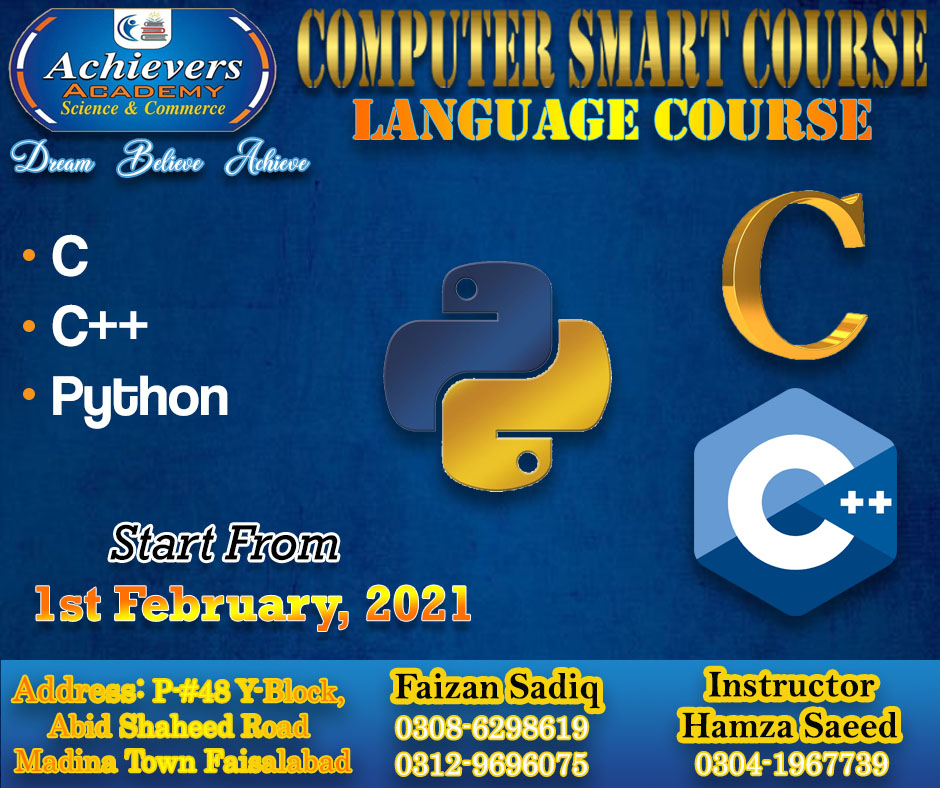 Achievers
Academy
Science & Commerce
Dream Believe Achieve
COMPUTER SMART COURSE
LANGUAGE COURSE
• C
• C++
• Python
C
C++
Start From
1st February, 2021
Address: P-#48 Y-Block,
Abid Shaheed Road
Madina Town Faisalabad
Faizan Sadiq
0308-6298619
0312-9696075
Instructor
Hamza Saeed
0304-1967739